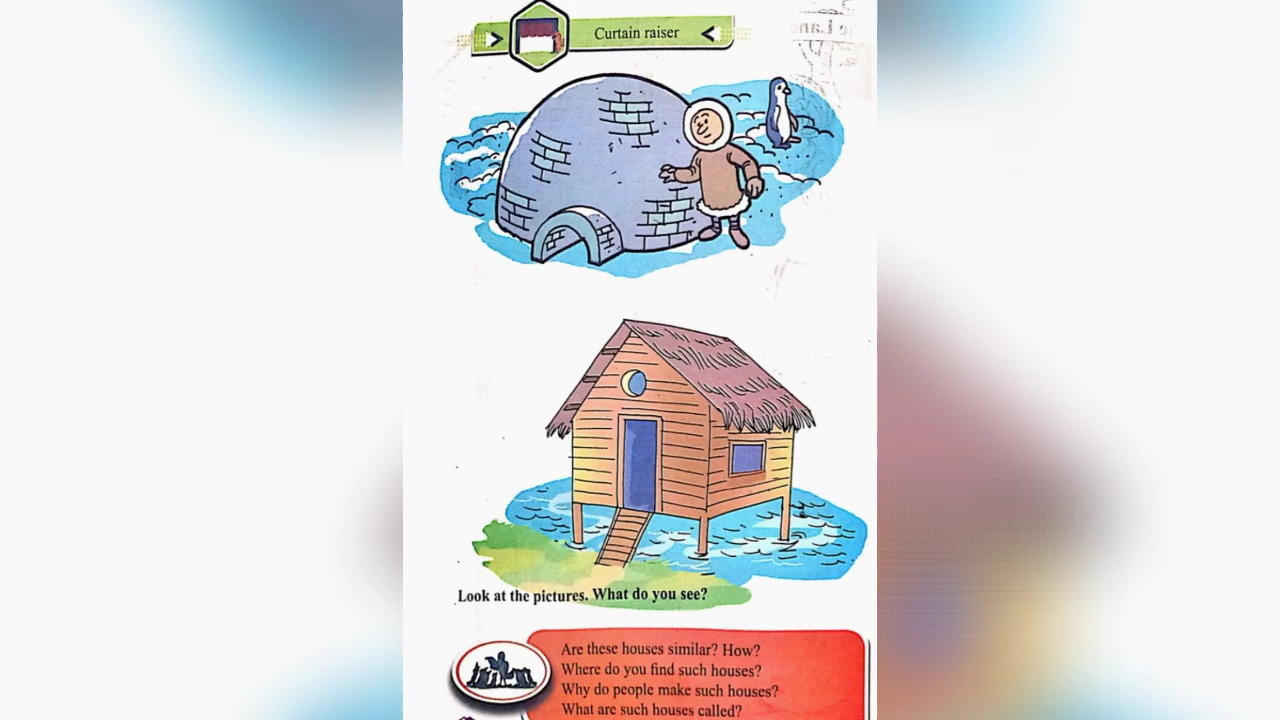 Curtain raiser
Look at the pictures. What do you see?
Are these houses similar? How?
Where do you find such houses?
Why do people make such houses?
What are such houses called?